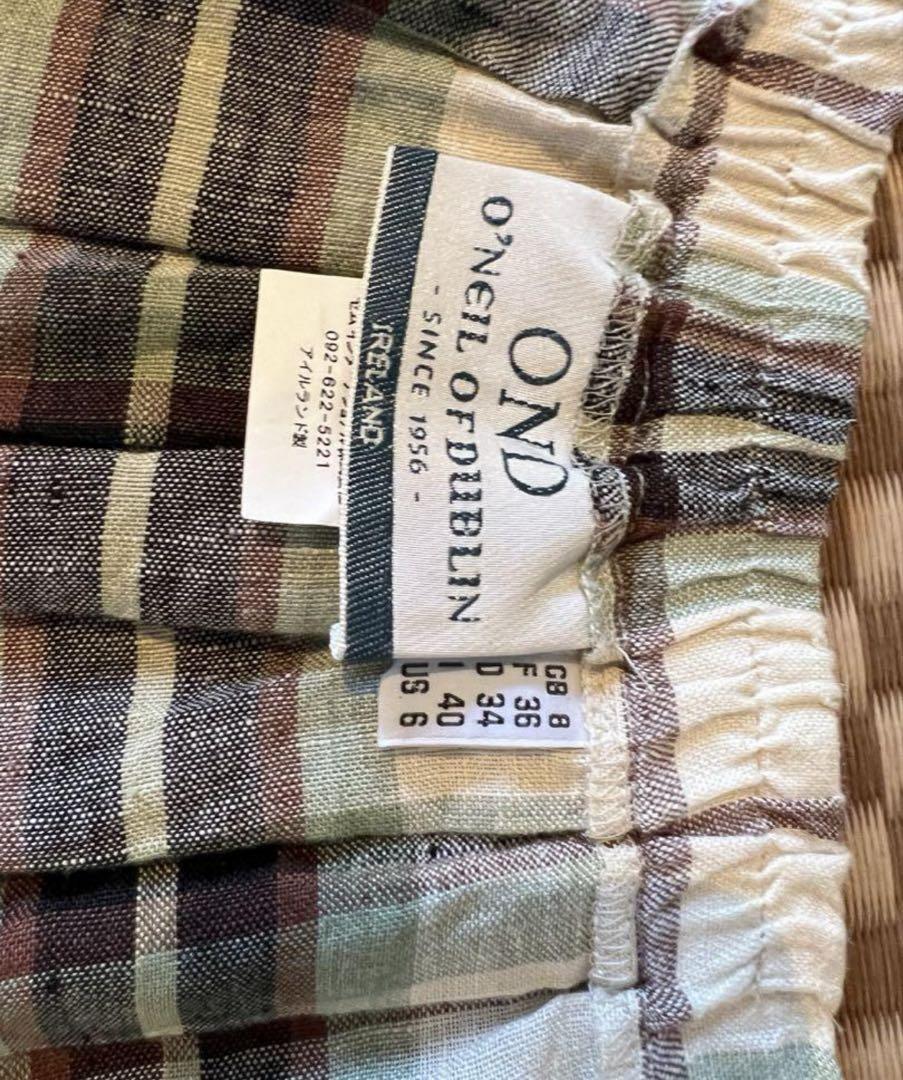 OND
O'NEIL OF DUBLIN
- SINCE 1956 -
IRELAND
092-622-5221
アイルランド製
GB 8
F 36
D 34
I 40
US 6